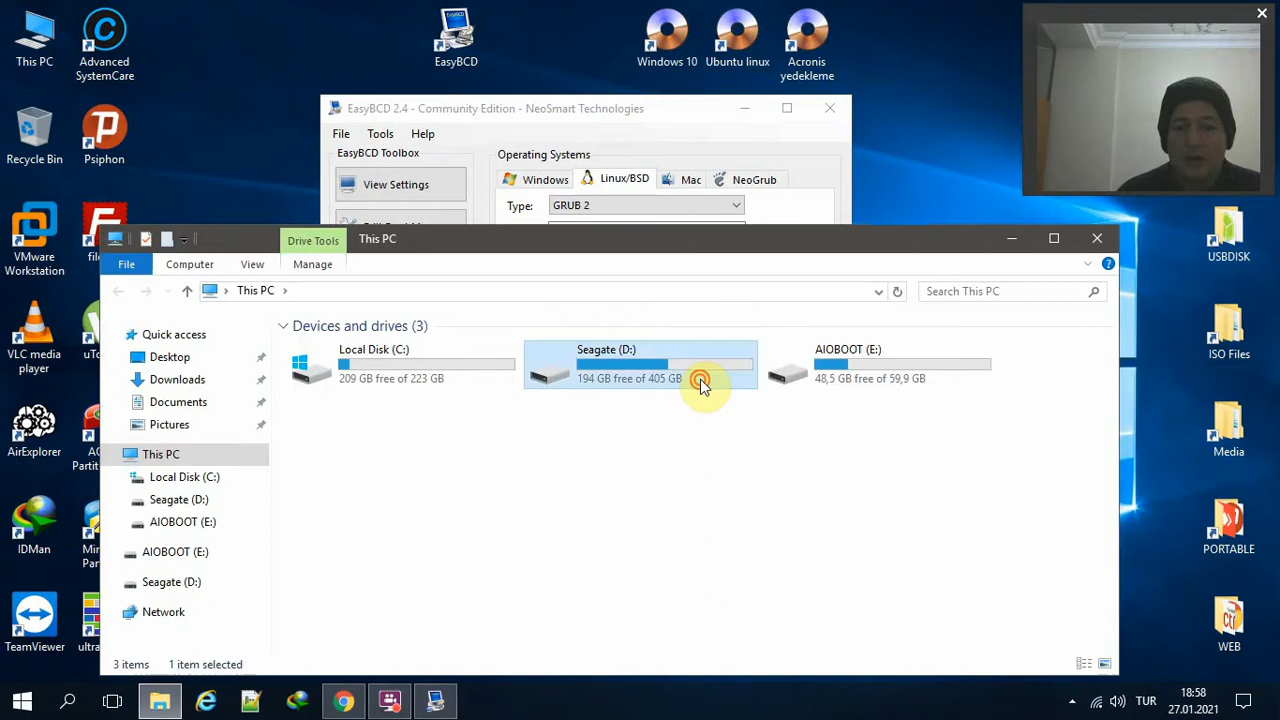 This PC
Advanced
SystemCare
EasyBCD
Windows 10
Ubuntu linux
Acronis
yedekleme
EasyBCD 2.4 - Community Edition - NeoSmart Technologies
File
Tools
Help
EasyBCD Toolbox
View Settings
Operating Systems
Windows
Linux/BSD
Mac
NeoGrub
Type:
GRUB 2
Recycle Bin
Psiphon
VMware
Workstation
VLC media
player
AirExplorer
IDMan
TeamViewer
Drive Tools
This PC
File
Computer
View
Manage
This PC
Search This PC
Quick access
Desktop
Downloads
Documents
Pictures
This PC
Local Disk (C:)
Seagate (D:)
AIOBOOT (E:)
AIOBOOT (E:)
Seagate (D:)
Network
Devices and drives (3)
Local Disk (C:)
209 GB free of 223 GB
Seagate (D:)
194 GB free of 405 GB
AIOBOOT (E:)
48,5 GB free of 59,9 GB
3 items
1 item selected
USBDISK
ISO Files
Media
PORTABLE
WEB
TUR
18:58
27.01.2021